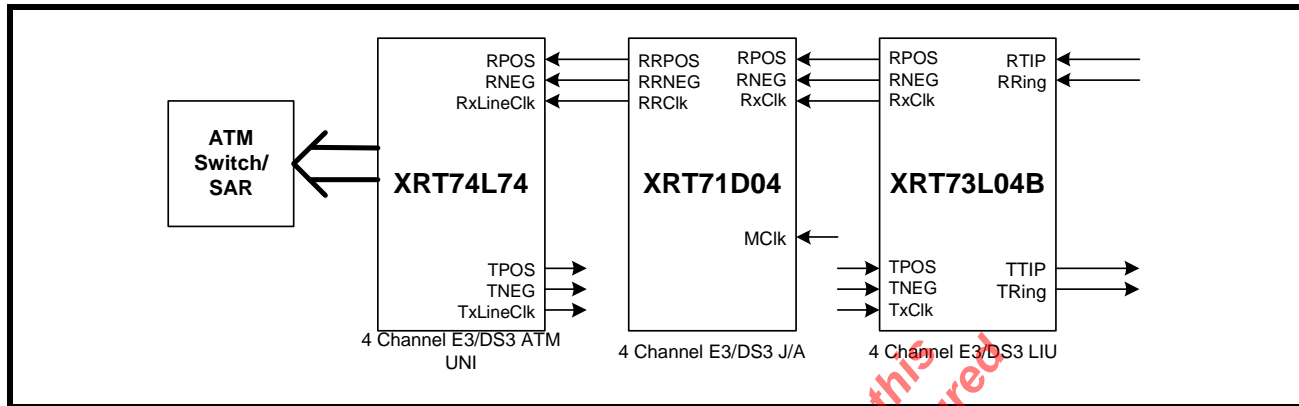 RPOS
RNEG
RxLineClk
RRPOS
RRNEG
RRClk
RPOS
RNEG
RxClk
RPOS
RNEG
RxClk
RTIP
RRing
ATM
Switch/
SAR
XRT74L74
XRT71D04
XRT73L04B
MClk
TPOS
TNEG
TxLineClk
TPOS
TNEG
TxClk
TTIP
TRing
4 Channel E3/DS3 ATM
UNI
4 Channel E3/DS3 J/A
4 Channel E3/DS3 LIU
this